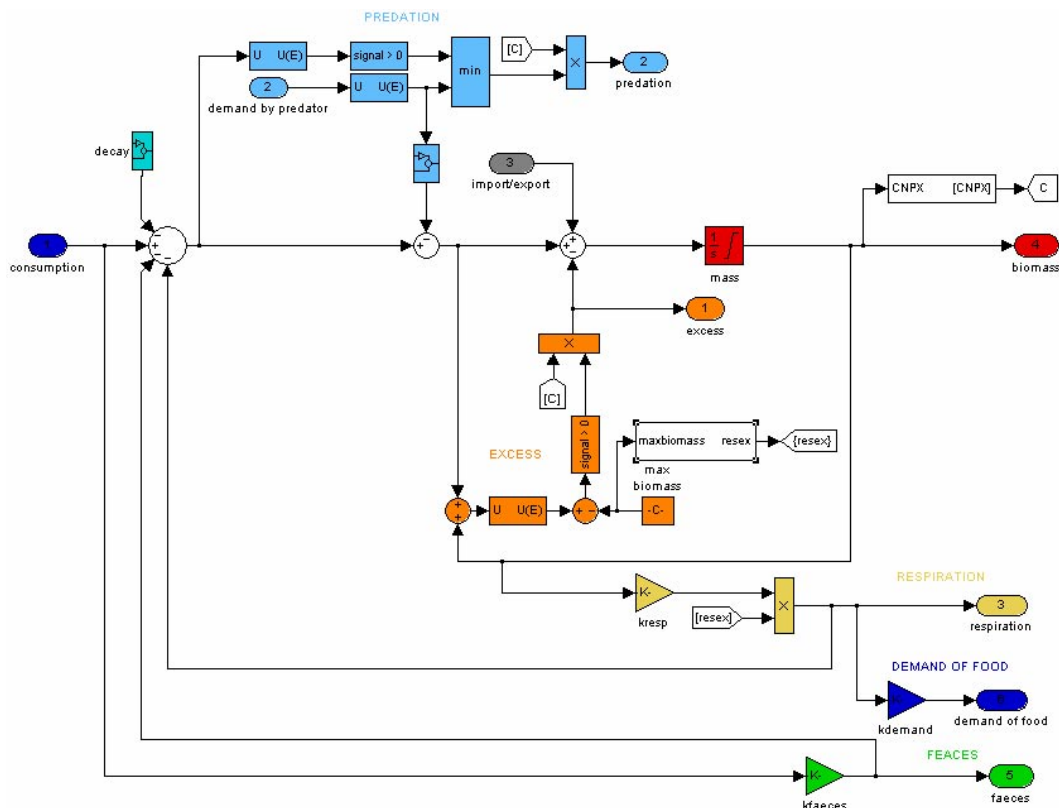 PREDATION
U U(E)
signal > 0
min
[C]
×
2
predation
2
demand by predator
U U(E)
decay
3
import/export
CNPX [CNPX]
C
− + − −
1
consumption
+ −
+ + −
1 s
mass
4
biomass
1
excess
×
[C]
signal > 0
maxbiomass resex
{resex}
max
biomass
EXCESS
+ +
U U(E)
+ −
-C-
RESPIRATION
K-
kresp
[resex]
×
3
respiration
DEMAND OF FOOD
K-
kdemand
6
demand of food
FEACES
K-
kfaeces
5
faeces